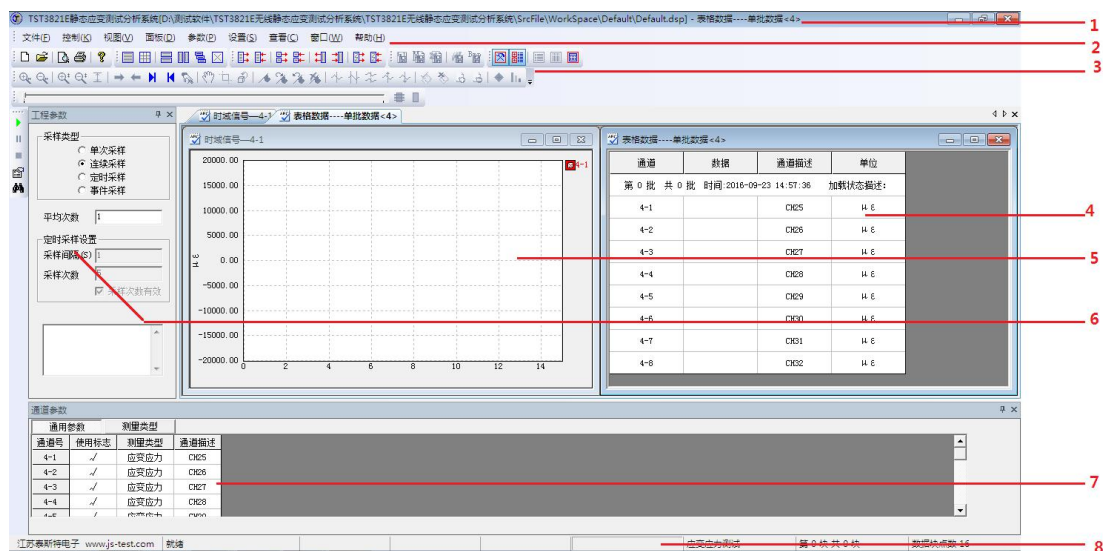 TST3821E静态应变测试分析系统[D:\测试软件\TST3821E无线静态应变测试分析系统\TST3821E无线静态应变测试分析系统\SrcFile\WorkSpace\Default\Default.dsp] - 表格数据----单批数据<4>
1
文件(F) 控制(K) 视图(V) 面板(D) 参数(P) 设置(S) 查看(C) 窗口(W) 帮助(H)
2
3
工程参数
时域信号—4-1 表格数据----单批数据<4>
采样类型
单次采样
连续采样
定时采样
事件采样
平均次数 1
定时采样设置
采样间隔(S) 1
采样次数
采样次数有效
时域信号—4-1
4-1
με
20000.00
15000.00
10000.00
5000.00
0.00
-5000.00
-10000.00
-15000.00
-20000.00
0 2 4 6 8 10 12 14
表格数据----单批数据<4>
通道 数据 通道描述 单位
第 0 批 共 0 批 时间:2016-09-23 14:57:36 加载状态描述:
4-1 CH25 με
4-2 CH26 με
4-3 CH27 με
4-4 CH28 με
4-5 CH29 με
4-6 CH30 με
4-7 CH31 με
4-8 CH32 με
4
5
6
通道参数
通用参数 测量类型
通道号 使用标志 测量类型 通道描述
4-1 √ 应变应力 CH25
4-2 √ 应变应力 CH26
4-3 √ 应变应力 CH27
4-4 √ 应变应力 CH28
4-5 √ 应变应力 CH29
7
江苏泰斯特电子 www.js-test.com 就绪 应变应力测试 第 0 块 共 0 块 数据块点数 16
8